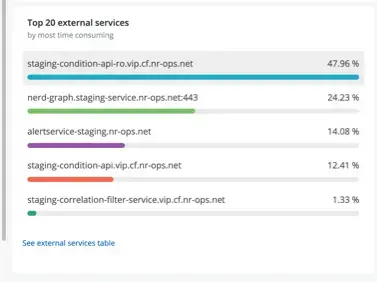 Top 20 external services
by most time consuming
staging-condition-api-ro.vip.cf.nr-ops.net 47.96 %
nerd-graph.staging-service.nr-ops.net:443 24.23 %
alertservice-staging.nr-ops.net 14.08 %
staging-condition-api.vip.cf.nr-ops.net 12.41 %
staging-correlation-filter-service.vip.cf.nr-ops.net 1.33 %
See external services table